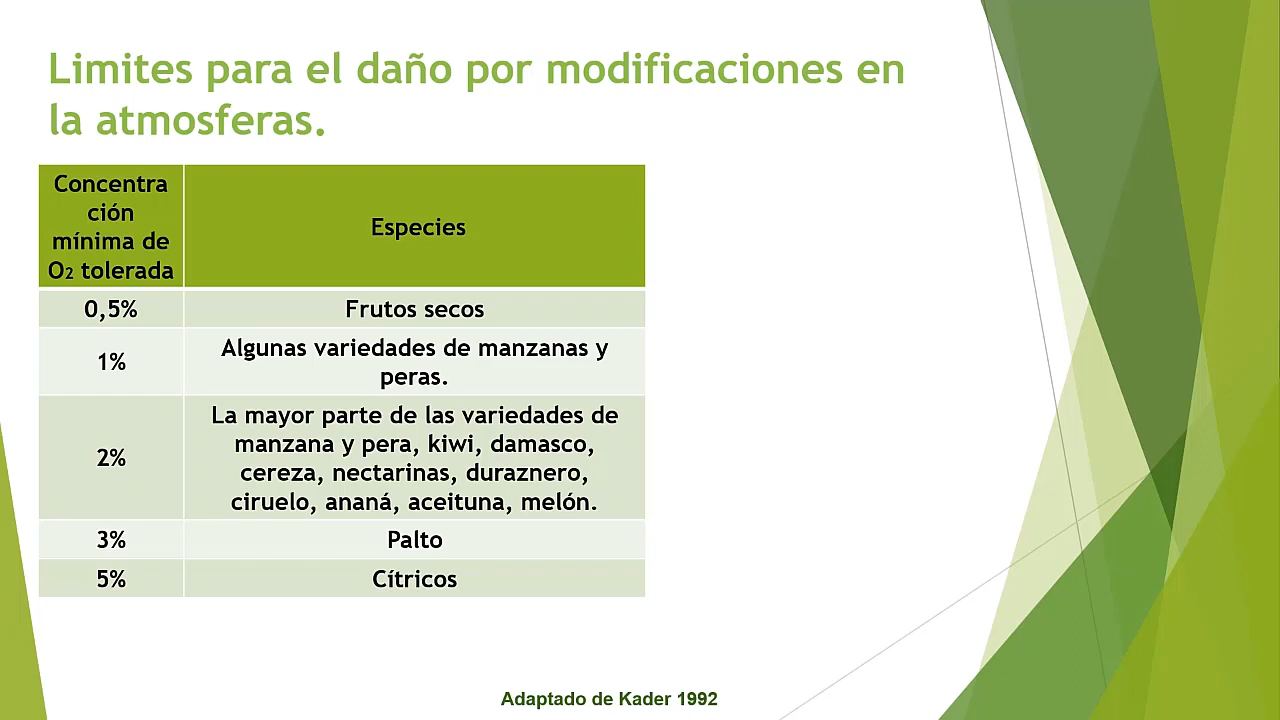 Limites para el daño por modificaciones en
la atmosferas.
Concentra
ción
mínima de
O2 tolerada
Especies
0,5%
Frutos secos
1%
Algunas variedades de manzanas y
peras.
2%
La mayor parte de las variedades de
manzana y pera, kiwi, damasco,
cereza, nectarinas, duraznero,
ciruelo, ananá, aceituna, melón.
3%
Palto
5%
Cítricos
Adaptado de Kader 1992